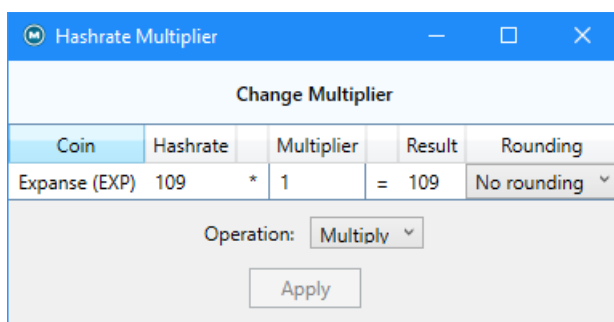 Hashrate Multiplier
Change Multiplier
Coin Hashrate Multiplier Result Rounding
Expanse (EXP) 109 * 1 = 109 No rounding
Operation: Multiply
Apply